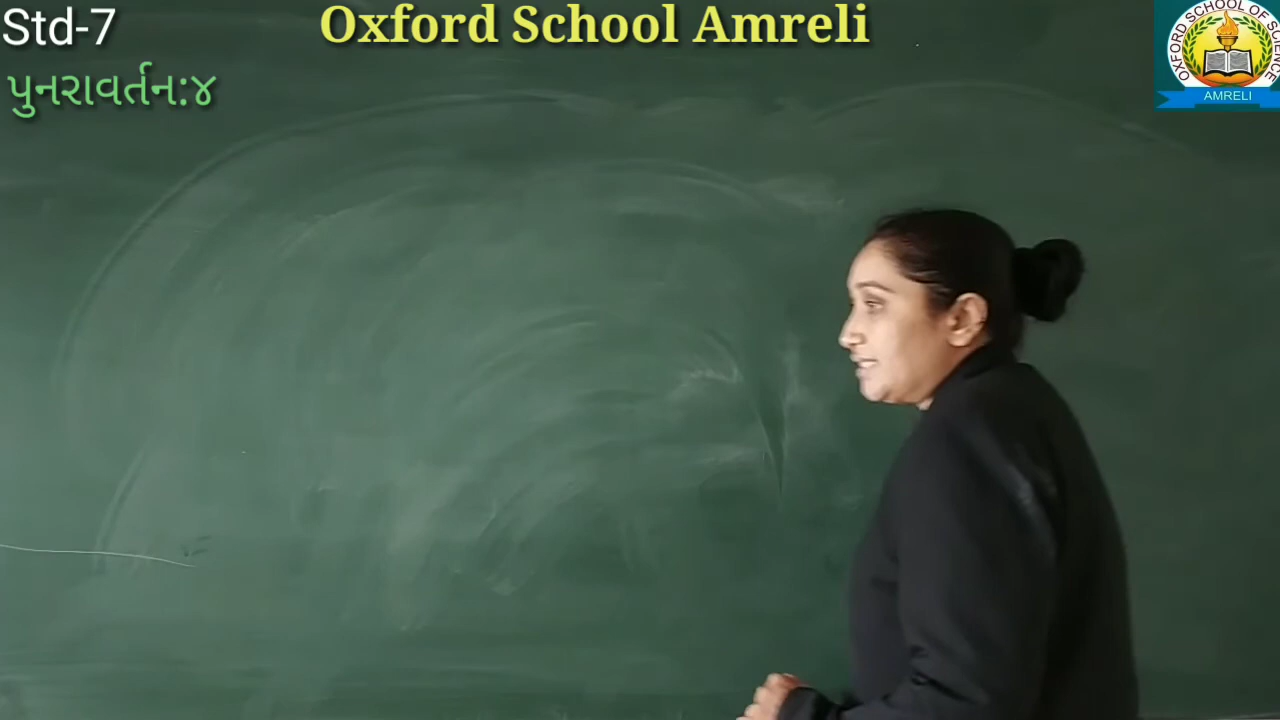 Std-7
Oxford School Amreli
પુનરાવર્તન:૪
OXFORD SCHOOL OF SCIENCE
AMRELI